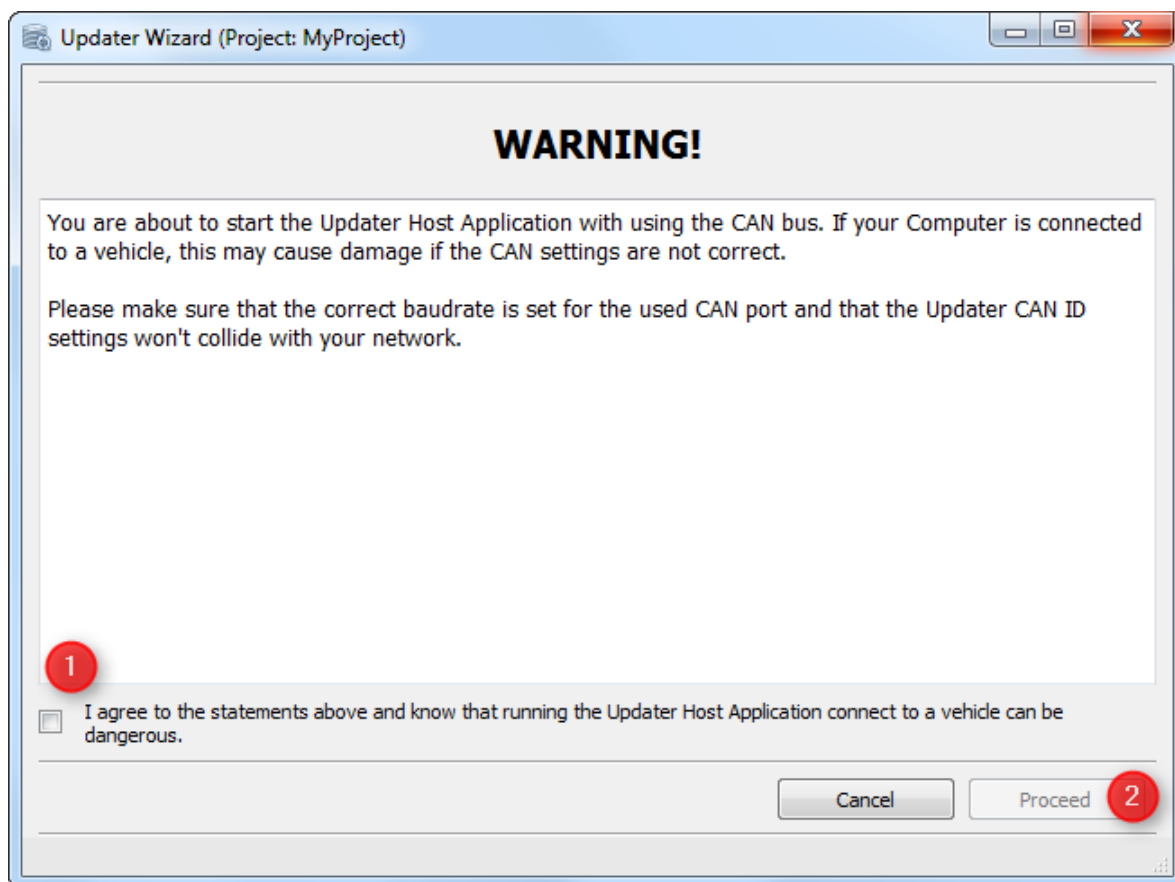 Updater Wizard (Project: MyProject)
WARNING!
You are about to start the Updater Host Application with using the CAN bus. If your Computer is connected
to a vehicle, this may cause damage if the CAN settings are not correct.
Please make sure that the correct baudrate is set for the used CAN port and that the Updater CAN ID
settings won't collide with your network.
1
I agree to the statements above and know that running the Updater Host Application connect to a vehicle can be
dangerous.
Cancel
Proceed 2